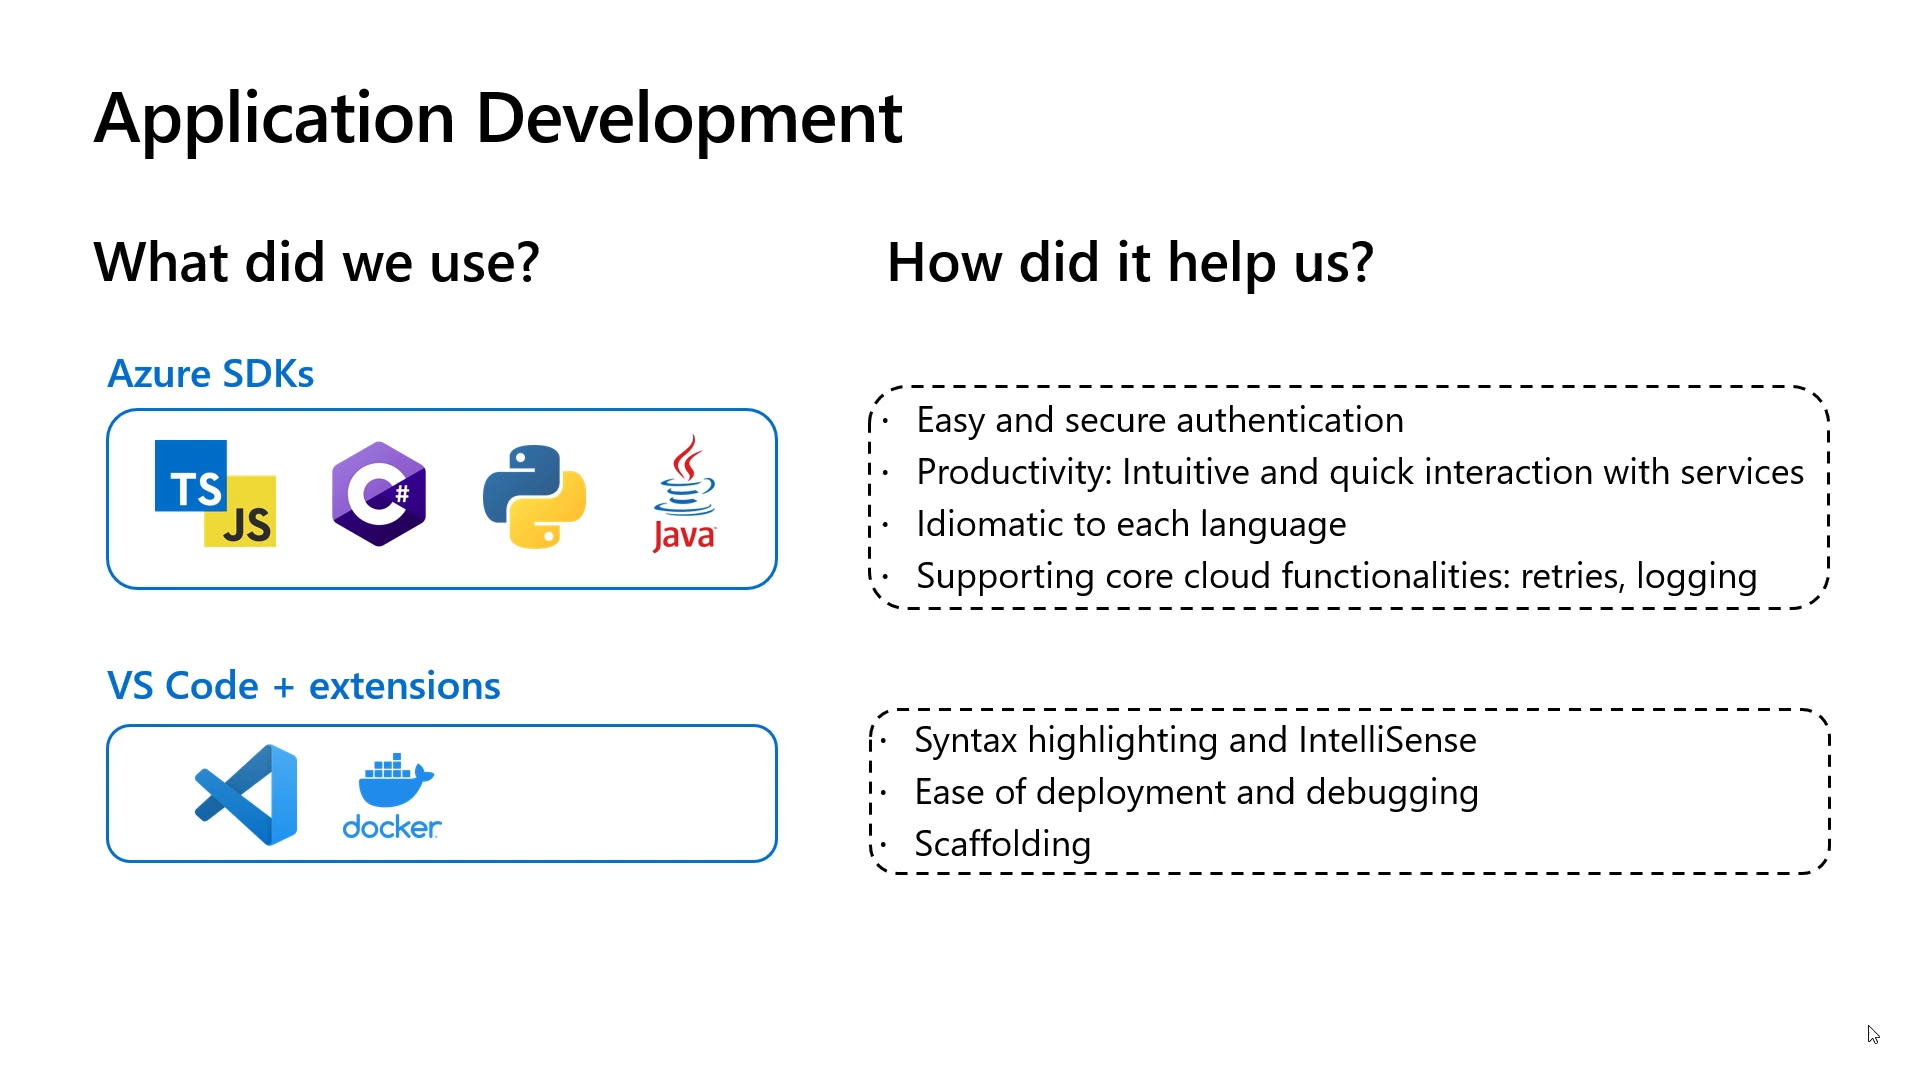 Application Development
What did we use?
How did it help us?
Azure SDKs
TS
JS
C#
Java
· Easy and secure authentication
· Productivity: Intuitive and quick interaction with services
· Idiomatic to each language
· Supporting core cloud functionalities: retries, logging
VS Code + extensions
docker
· Syntax highlighting and IntelliSense
· Ease of deployment and debugging
· Scaffolding